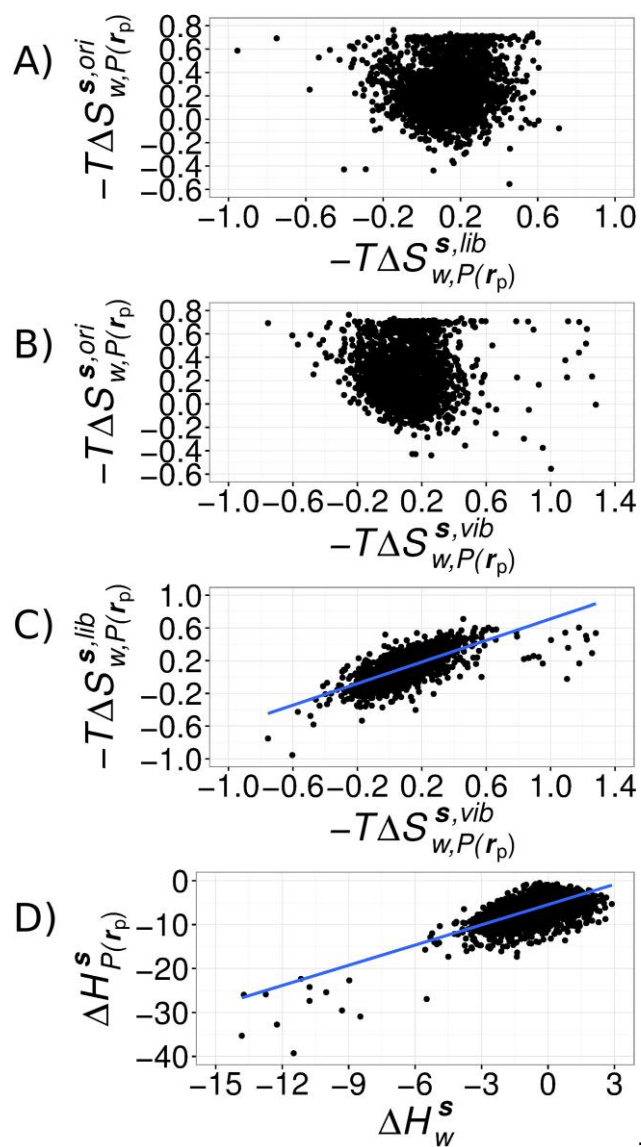 A)
−TΔS^{s,ori}_{w,P(r_p)}
0.8
0.6
0.4
0.2
0.0
−0.2
−0.4
−0.6
−1.0 −0.6 −0.2 0.2 0.6 1.0
−TΔS^{s,lib}_{w,P(r_p)}
B)
−TΔS^{s,ori}_{w,P(r_p)}
0.8
0.6
0.4
0.2
0.0
−0.2
−0.4
−0.6
−1.0 −0.6 −0.2 0.2 0.6 1.0 1.4
−TΔS^{s,vib}_{w,P(r_p)}
C)
−TΔS^{s,lib}_{w,P(r_p)}
1.0
0.6
0.2
−0.2
−0.6
−1.0
−1.0 −0.6 −0.2 0.2 0.6 1.0 1.4
−TΔS^{s,vib}_{w,P(r_p)}
D)
ΔH^{s}_{P(r_p)}
0
−10
−20
−30
−40
−15 −12 −9 −6 −3 0 3
ΔH^{s}_{w}